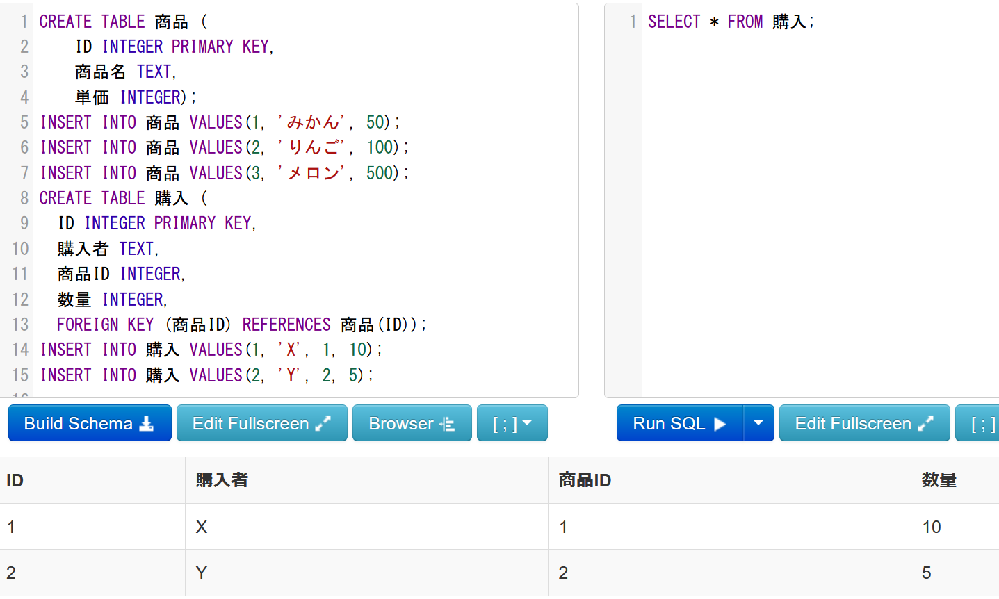 1 CREATE TABLE 商品 (
2 ID INTEGER PRIMARY KEY,
3 商品名 TEXT,
4 単価 INTEGER);
5 INSERT INTO 商品 VALUES(1, 'みかん', 50);
6 INSERT INTO 商品 VALUES(2, 'りんご', 100);
7 INSERT INTO 商品 VALUES(3, 'メロン', 500);
8 CREATE TABLE 購入 (
9 ID INTEGER PRIMARY KEY,
10 購入者 TEXT,
11 商品ID INTEGER,
12 数量 INTEGER,
13 FOREIGN KEY (商品ID) REFERENCES 商品(ID));
14 INSERT INTO 購入 VALUES(1, 'X', 1, 10);
15 INSERT INTO 購入 VALUES(2, 'Y', 2, 5);
1 SELECT * FROM 購入;
Build Schema Edit Fullscreen Browser [ ; ]
Run SQL Edit Fullscreen [ ; ]
ID 購入者 商品ID 数量
1 X 1 10
2 Y 2 5